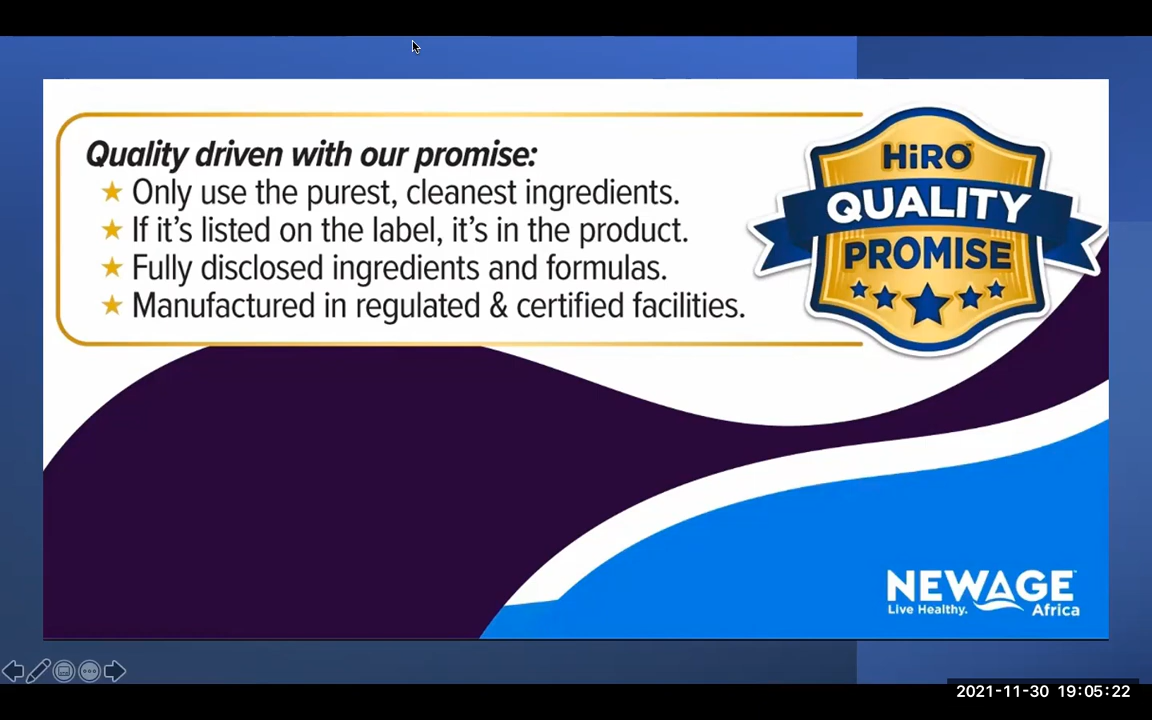 Quality driven with our promise:
★ Only use the purest, cleanest ingredients.
★ If it's listed on the label, it's in the product.
★ Fully disclosed ingredients and formulas.
★ Manufactured in regulated & certified facilities.
HiRO
QUALITY
PROMISE
NEWAGE
Live Healthy.
Africa
2021-11-30 19:05:22